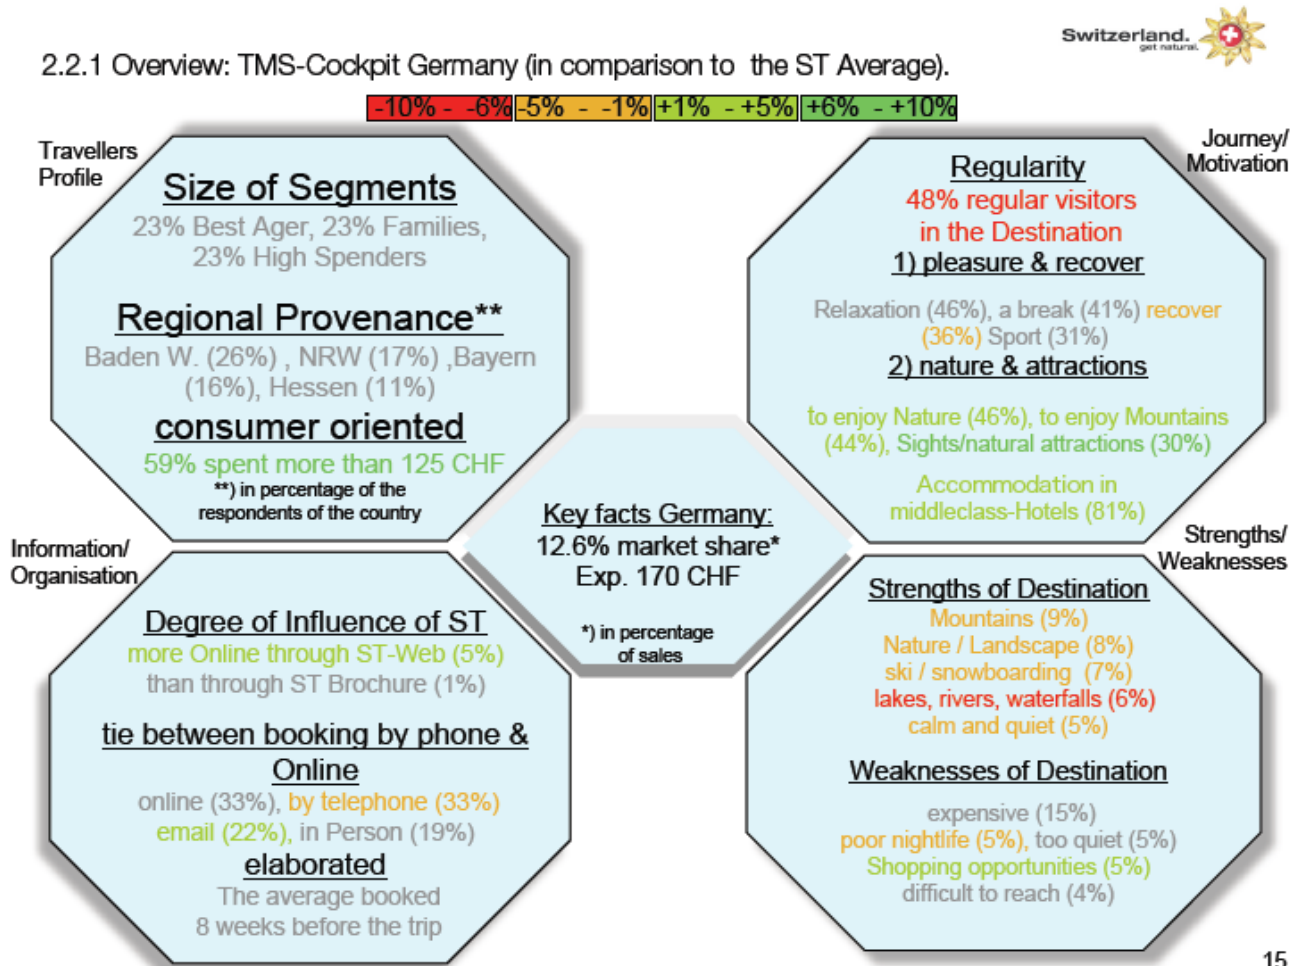 Switzerland.
get natural.
2.2.1 Overview: TMS-Cockpit Germany (in comparison to the ST Average).
-10% - -6% -5% - -1% +1% - +5% +6% - +10%
Travellers
Profile
Size of Segments
23% Best Ager, 23% Families,
23% High Spenders
Regional Provenance**
Baden W. (26%) , NRW (17%) ,Bayern
(16%), Hessen (11%)
consumer oriented
59% spent more than 125 CHF
**) in percentage of the
respondents of the country
Journey/
Motivation
Regularity
48% regular visitors
in the Destination
1) pleasure & recover
Relaxation (46%), a break (41%) recover
(36%) Sport (31%)
2) nature & attractions
to enjoy Nature (46%), to enjoy Mountains
(44%), Sights/natural attractions (30%)
Accommodation in
middleclass-Hotels (81%)
Key facts Germany:
12.6% market share*
Exp. 170 CHF
*) in percentage
of sales
Information/
Organisation
Degree of Influence of ST
more Online through ST-Web (5%)
than through ST Brochure (1%)
tie between booking by phone &
Online
online (33%), by telephone (33%)
email (22%), in Person (19%)
elaborated
The average booked
8 weeks before the trip
Strengths/
Weaknesses
Strengths of Destination
Mountains (9%)
Nature / Landscape (8%)
ski / snowboarding (7%)
lakes, rivers, waterfalls (6%)
calm and quiet (5%)
Weaknesses of Destination
expensive (15%)
poor nightlife (5%), too quiet (5%)
Shopping opportunities (5%)
difficult to reach (4%)
15